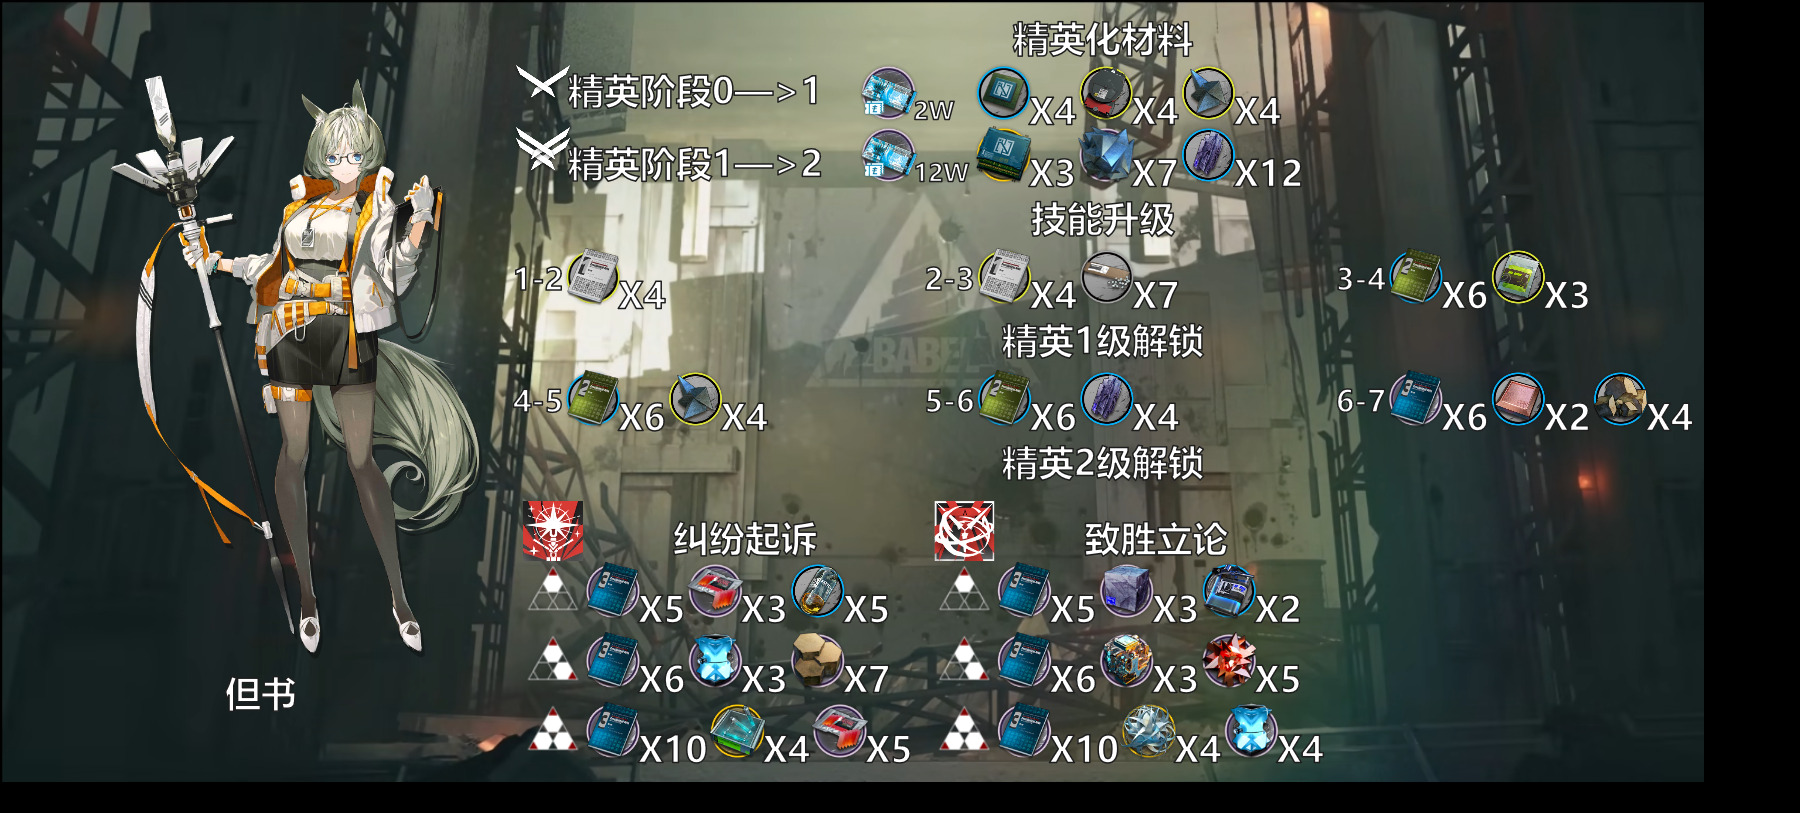 精英化材料
精英阶段0—>1 2W X4 X4 X4
精英阶段1—>2 12W X3 X7 X12
技能升级
1-2 X4 2-3 X4 X7 3-4 X6 X3
精英1级解锁
BABEL
4-5 X6 X4 5-6 X6 X4 6-7 X6 X2 X4
精英2级解锁
纠纷起诉 致胜立论
X5 X3 X5 X5 X3 X2
X6 X3 X7 X6 X3 X5
但书
X10 X4 X5 X10 X4 X4